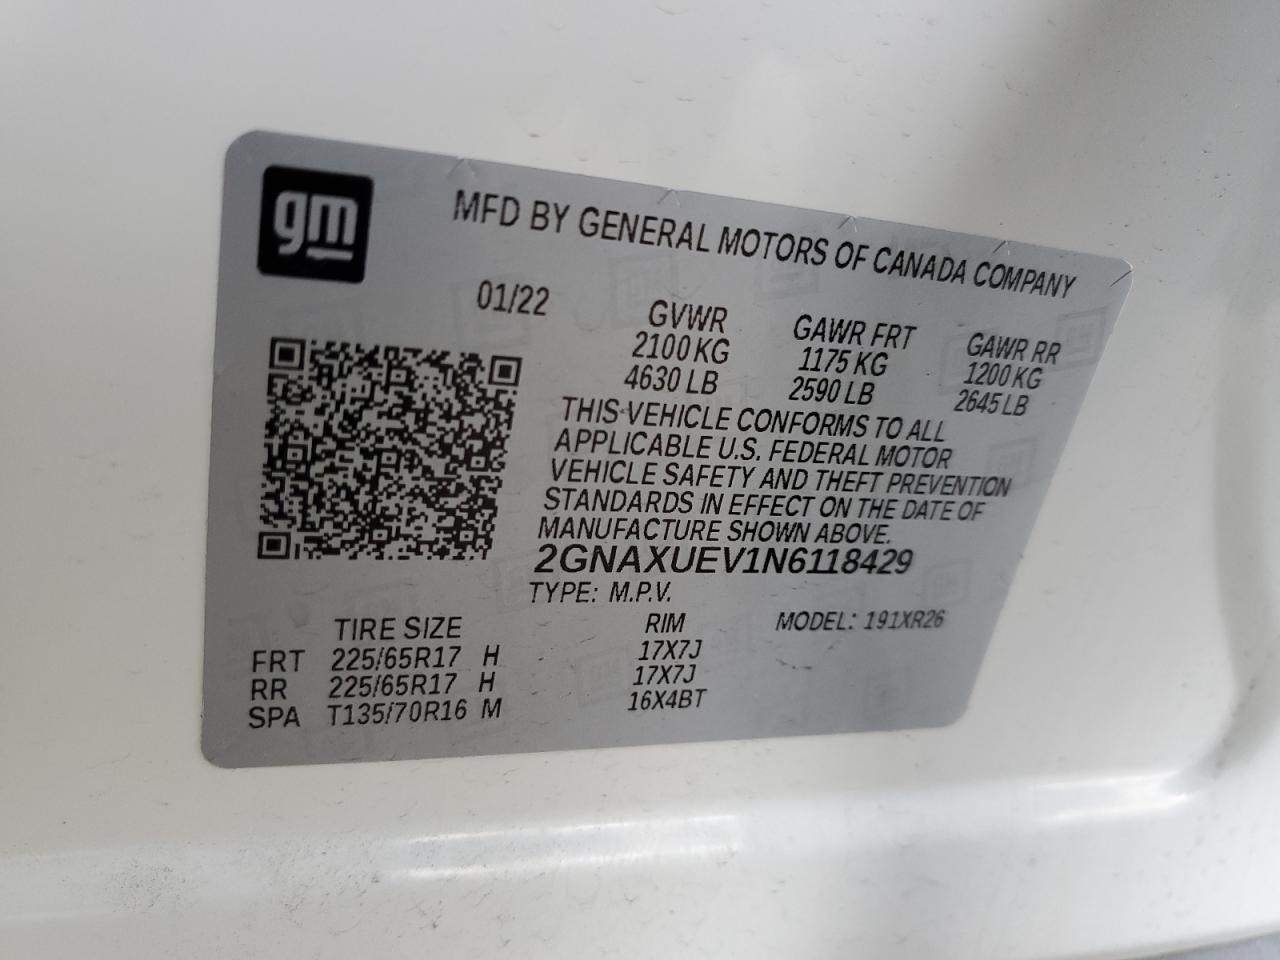 gm
MFD BY GENERAL MOTORS OF CANADA COMPANY
01/22
GVWR
2100 KG
4630 LB
GAWR FRT
1175 KG
2590 LB
GAWR RR
1200 KG
2645 LB
THIS VEHICLE CONFORMS TO ALL
APPLICABLE U.S. FEDERAL MOTOR
VEHICLE SAFETY AND THEFT PREVENTION
STANDARDS IN EFFECT ON THE DATE OF
MANUFACTURE SHOWN ABOVE.
2GNAXUEV1N6118429
TYPE: M.P.V.
MODEL: 191XR26
TIRE SIZE RIM
FRT 225/65R17 H 17X7J
RR 225/65R17 H 17X7J
SPA T135/70R16 M 16X4BT